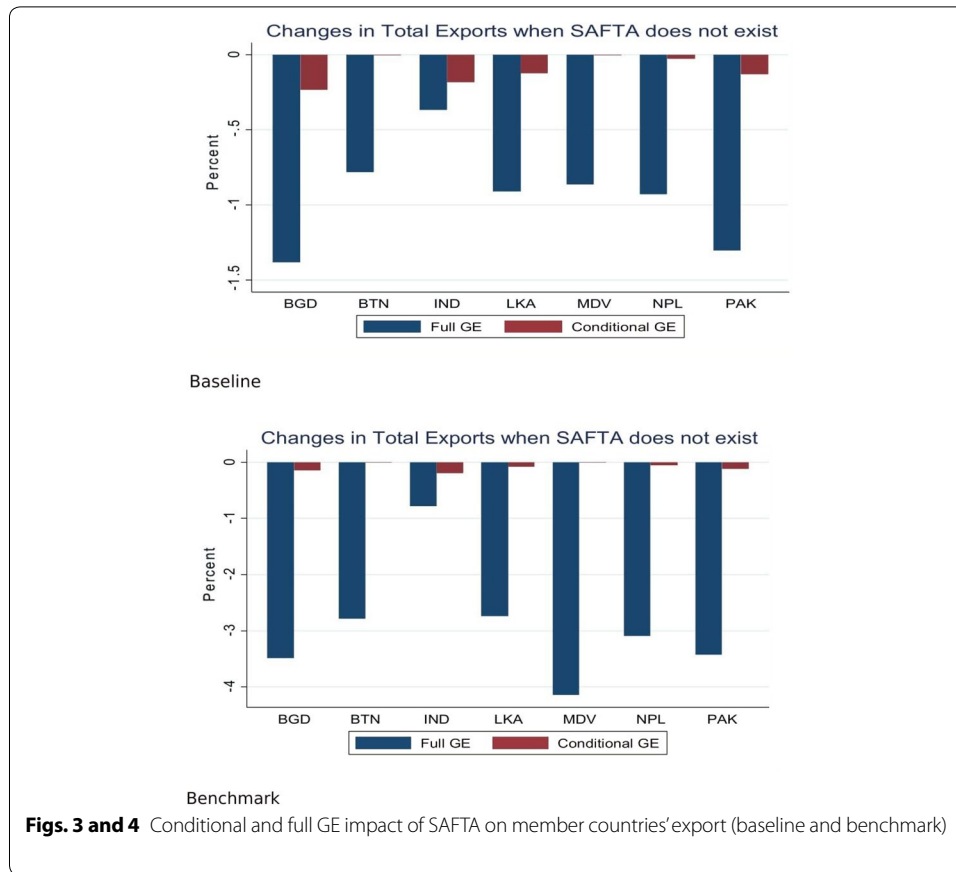 Changes in Total Exports when SAFTA does not exist
Percent
0
-.5
-1
-1.5
BGD BTN IND LKA MDV NPL PAK
Full GE Conditional GE
Baseline
Changes in Total Exports when SAFTA does not exist
Percent
0
-1
-2
-3
-4
BGD BTN IND LKA MDV NPL PAK
Full GE Conditional GE
Benchmark
Figs. 3 and 4 Conditional and full GE impact of SAFTA on member countries' export (baseline and benchmark)